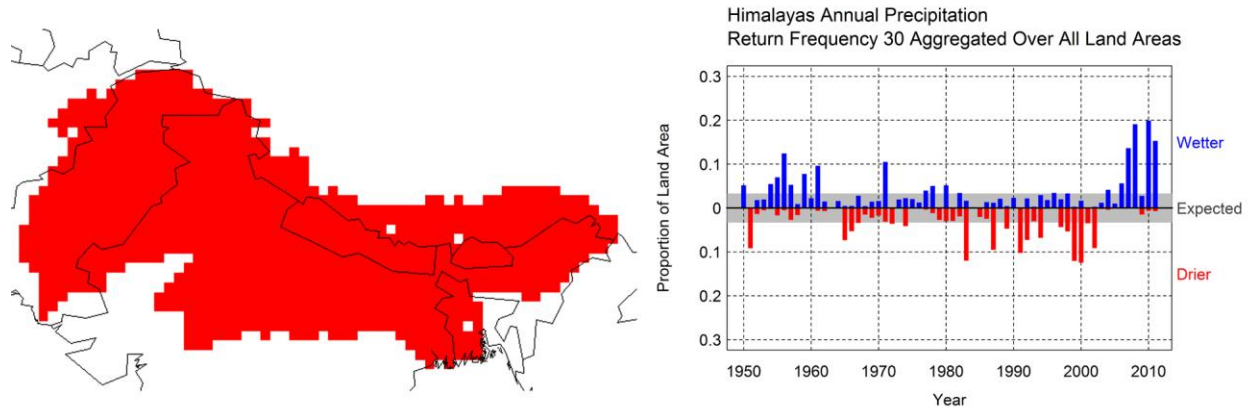 Himalayas Annual Precipitation
Return Frequency 30 Aggregated Over All Land Areas
0.3
0.2
0.1
0
0.1
0.2
0.3
Proportion of Land Area
Wetter
Expected
Drier
1950 1960 1970 1980 1990 2000 2010
Year